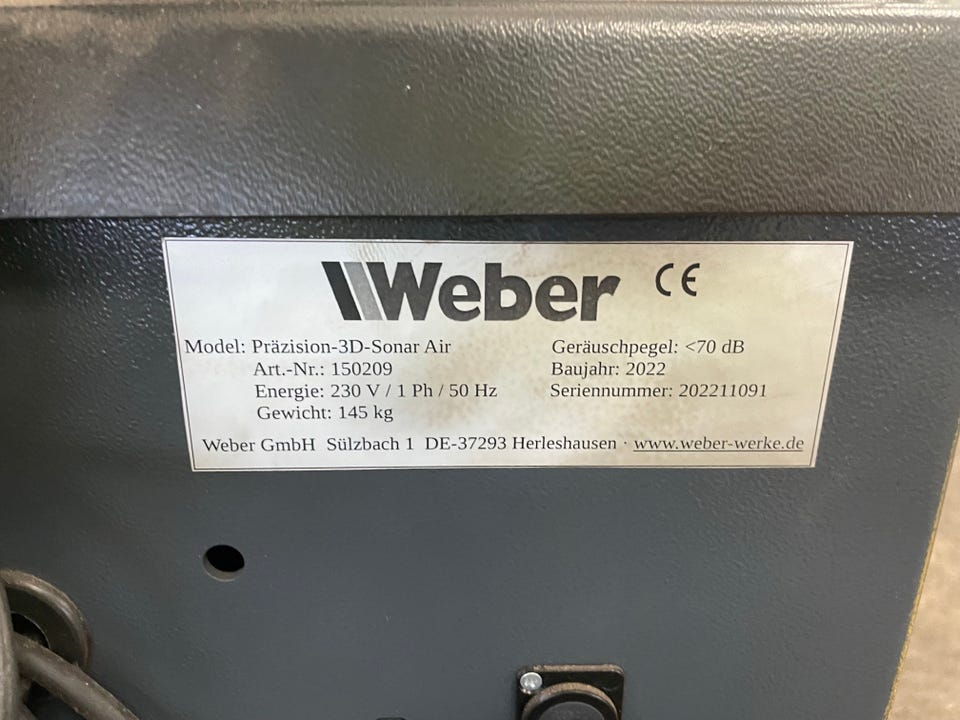 Weber CE
Model: Präzision-3D-Sonar Air
Art.-Nr.: 150209
Energie: 230 V / 1 Ph / 50 Hz
Gewicht: 145 kg
Geräuschpegel: <70 dB
Baujahr: 2022
Seriennummer: 202211091
Weber GmbH Sülzbach 1 DE-37293 Herleshausen · www.weber-werke.de